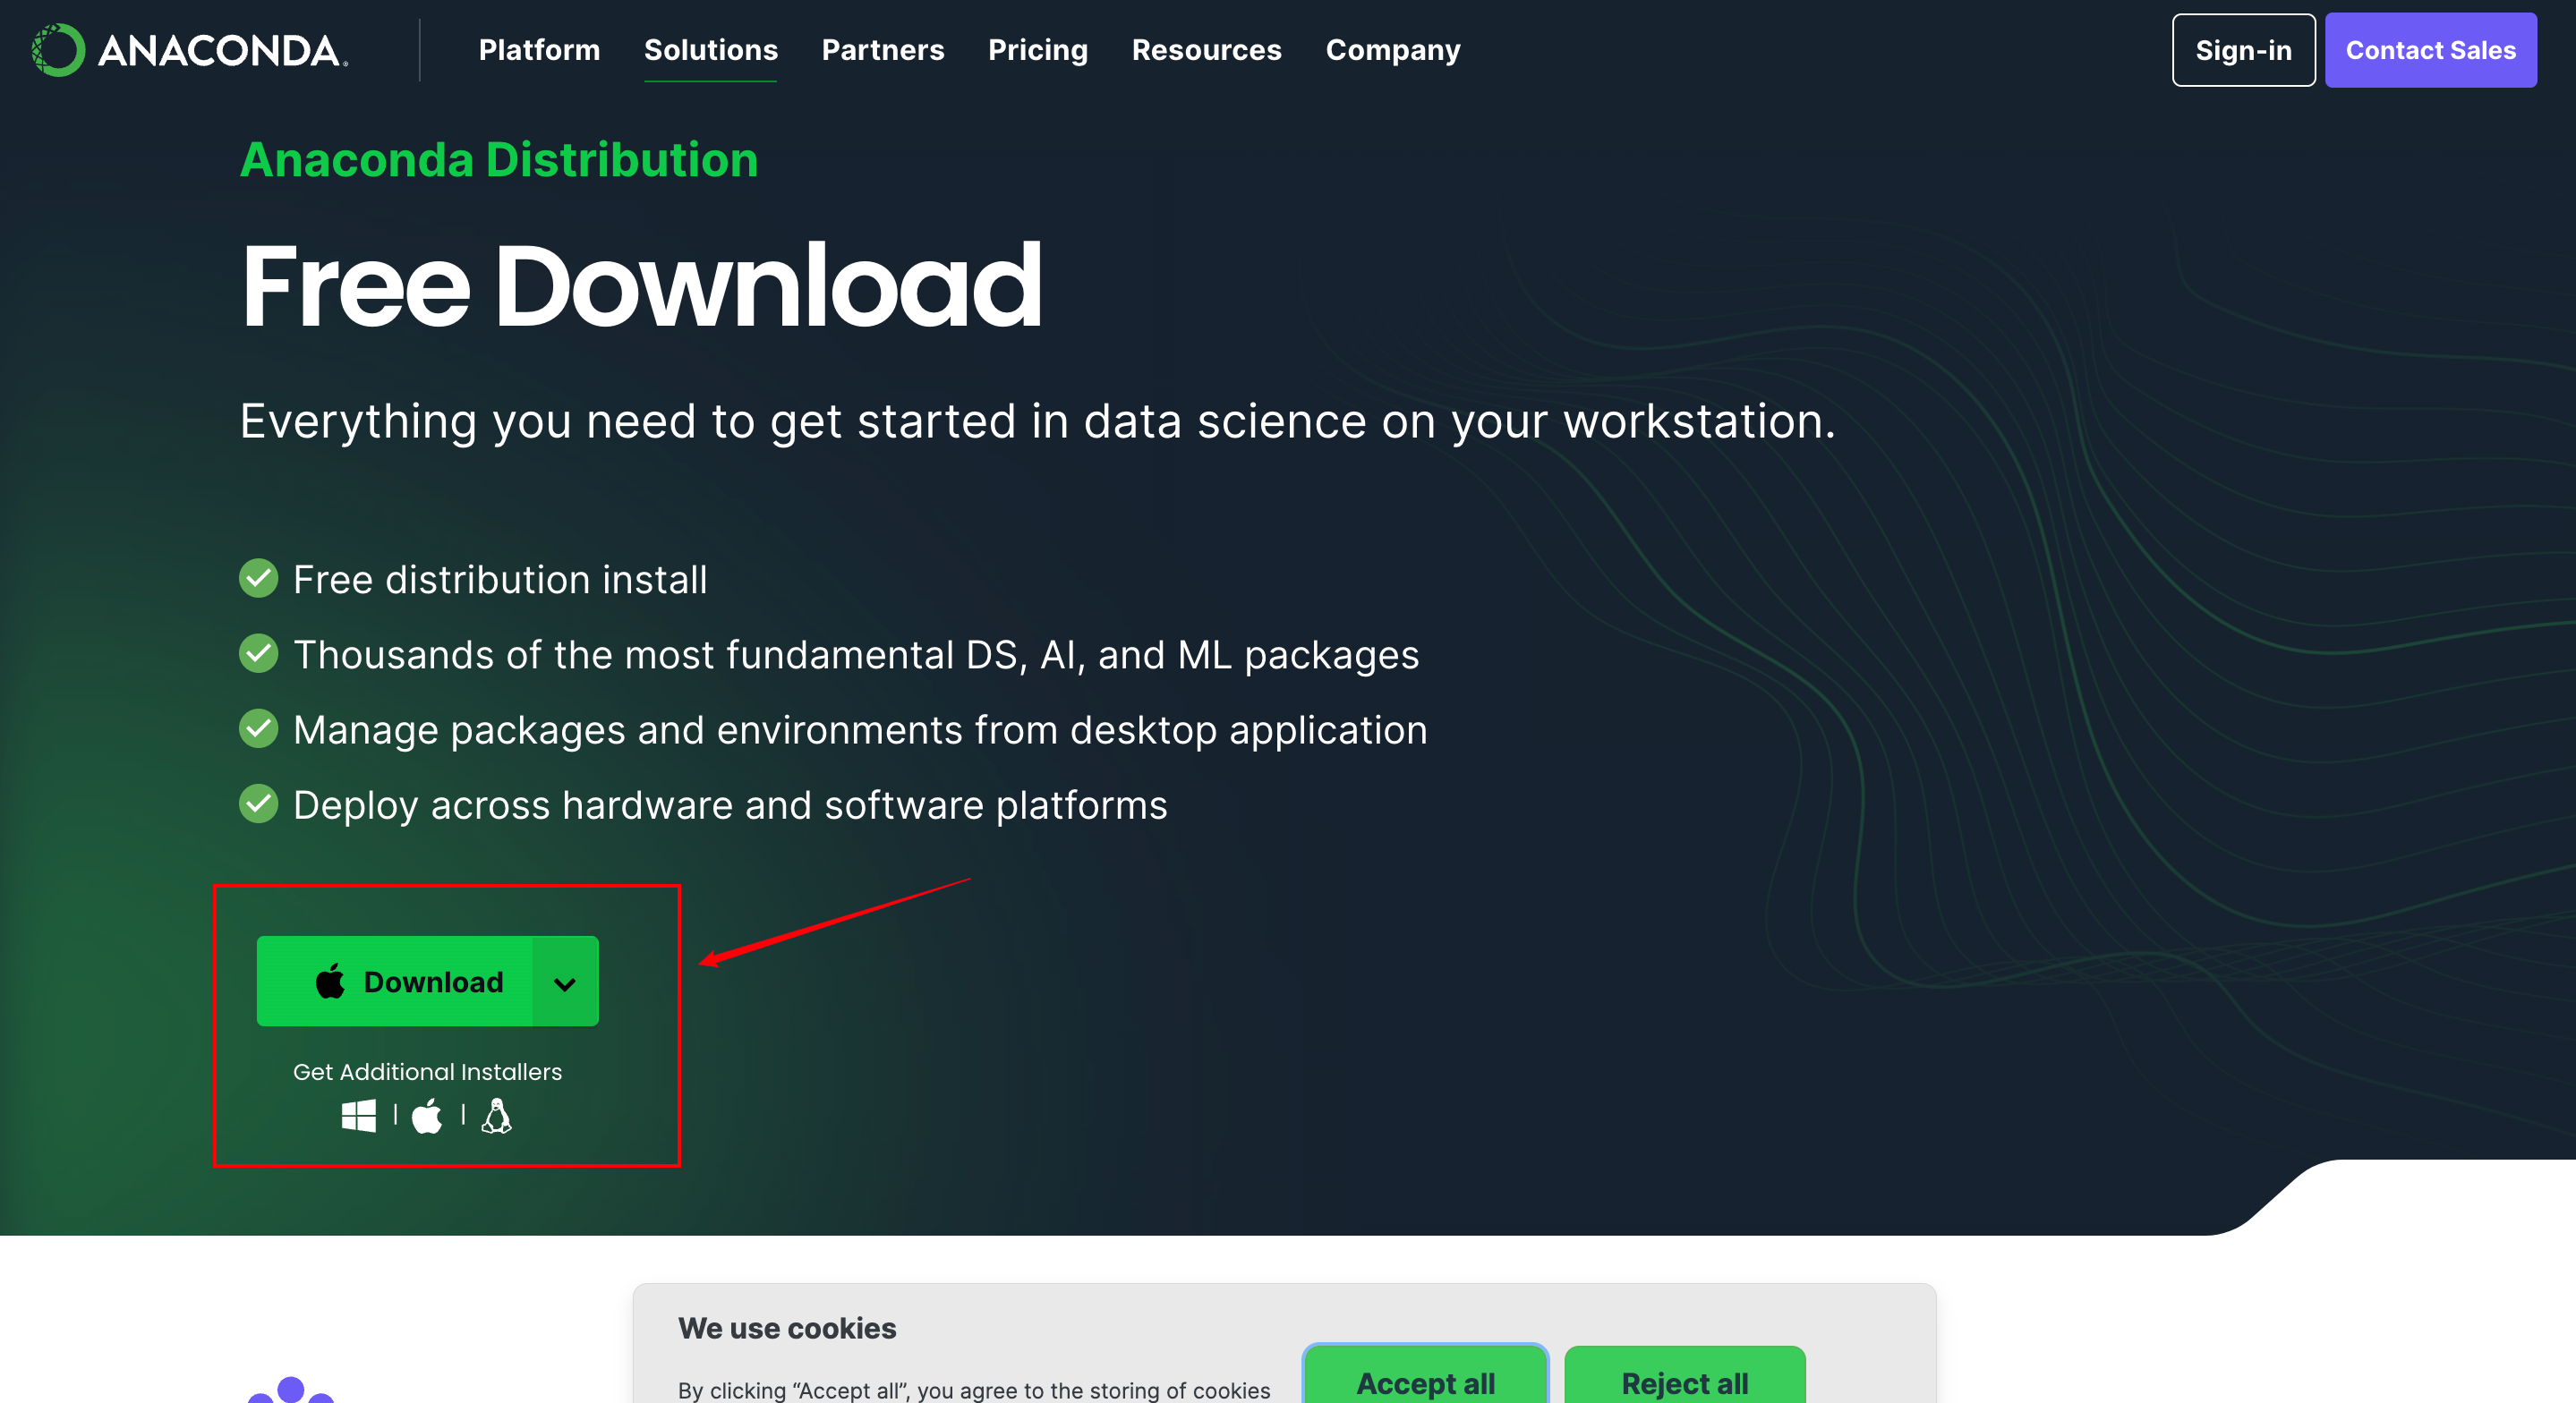 ANACONDA.
Platform Solutions Partners Pricing Resources Company Sign-in Contact Sales
Anaconda Distribution
Free Download
Everything you need to get started in data science on your workstation.
Free distribution install
Thousands of the most fundamental DS, AI, and ML packages
Manage packages and environments from desktop application
Deploy across hardware and software platforms
Download
Get Additional Installers
We use cookies
By clicking “Accept all”, you agree to the storing of cookies
Accept all Reject all